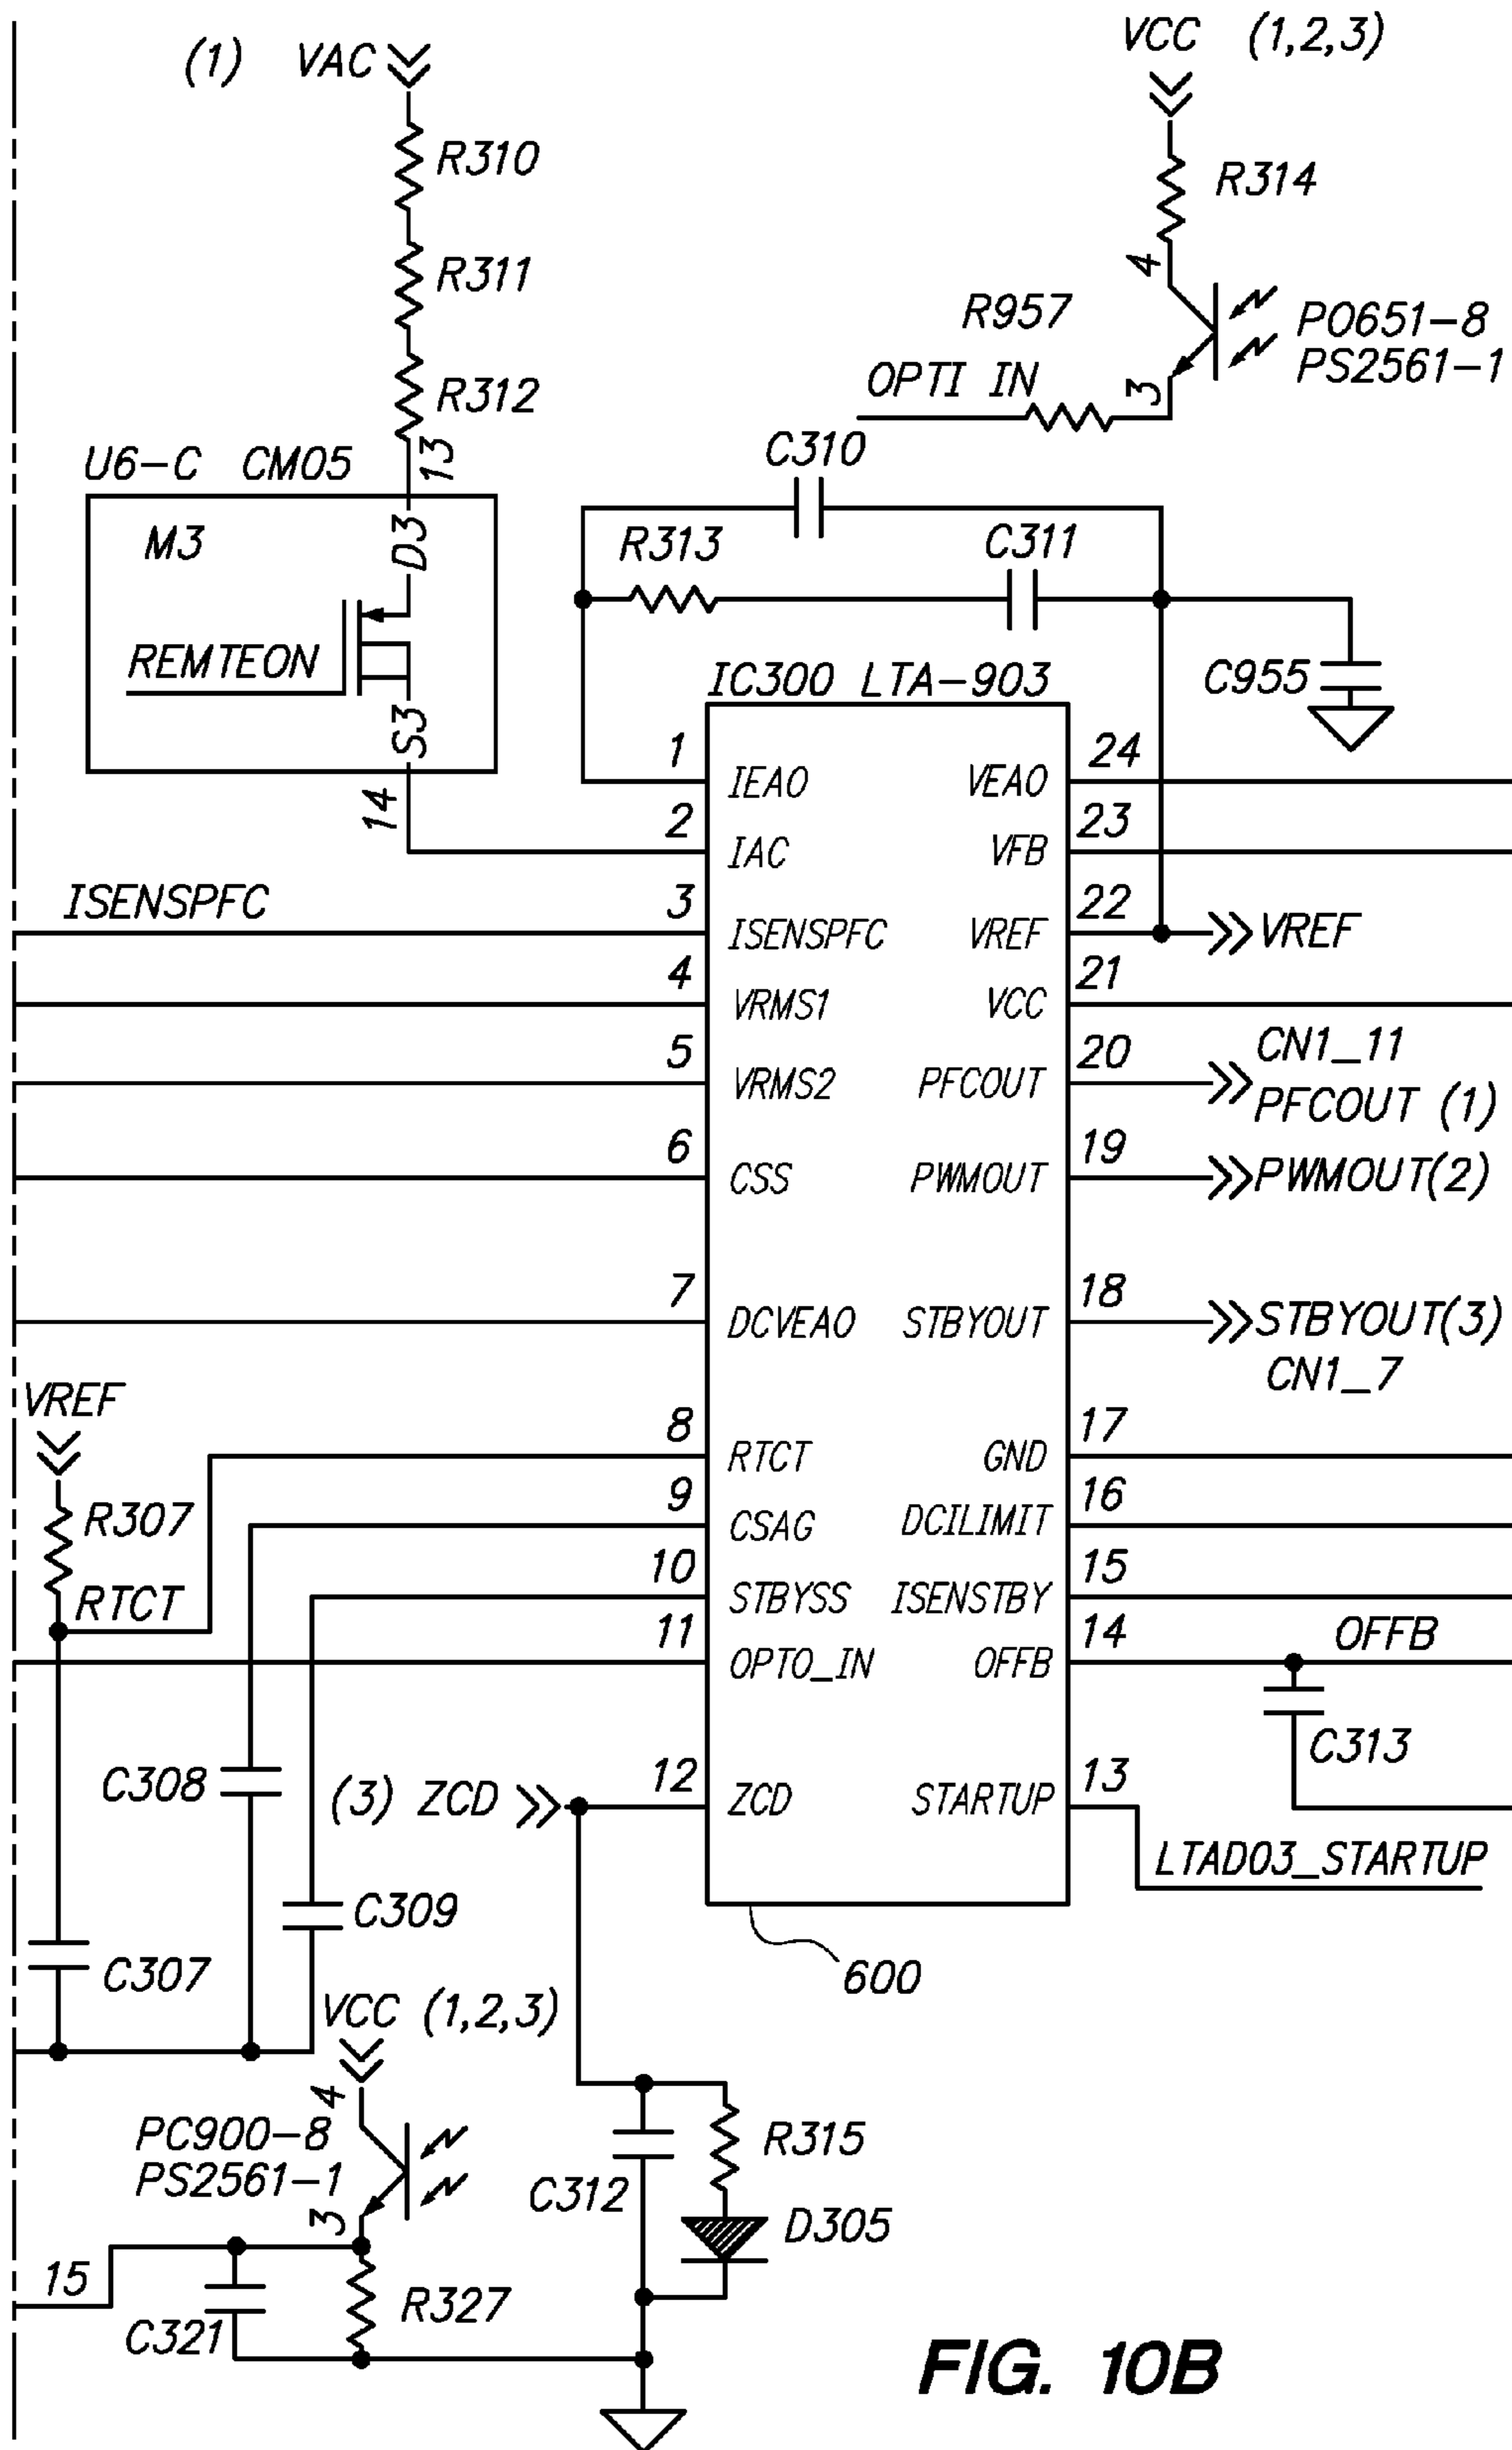 (1) VAC
VCC (1,2,3)
R310
R314
R311
4
R957
PO651-8
PS2561-1
R312
OPTI IN
3
13
U6-C CM05
C310
M3
D3
R313
C311
REMTEON
S3
IC300 LTA-903
C955
14
1 IEAO VEAO 24
2 IAC VFB 23
ISENSPFC
3 ISENSPFC VREF 22 VREF
4 VRMS1 VCC 21
5 VRMS2 PFCOUT 20 CN1_11
PFCOUT (1)
6 CSS PWMOUT 19 PWMOUT(2)
7 DCVEAO STBYOUT 18 STBYOUT(3)
CN1_7
VREF
8 RTCT GND 17
R307
9 CSAG DCILIMIT 16
RTCT
10 STBYSS ISENSTBY 15
11 OPTO_IN OFFB 14 OFFB
C313
C308
(3) ZCD
12 ZCD STARTUP 13
LTAD03_STARTUP
C309
C307
600
VCC (1,2,3)
4
PC900-8
PS2561-1
R315
C312
3
D305
15
R327
C321
FIG. 10B